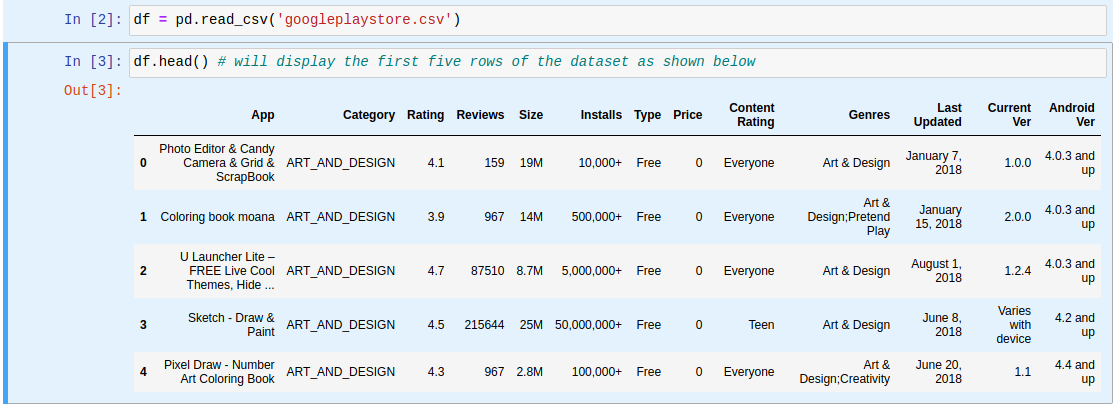 In [2]: df = pd.read_csv('googleplaystore.csv')
In [3]: df.head() # will display the first five rows of the dataset as shown below
Out[3]:
App Category Rating Reviews Size Installs Type Price Content Rating Genres Last Updated Current Ver Android Ver
0 Photo Editor & Candy Camera & Grid & ScrapBook ART_AND_DESIGN 4.1 159 19M 10,000+ Free 0 Everyone Art & Design January 7, 2018 1.0.0 4.0.3 and up
1 Coloring book moana ART_AND_DESIGN 3.9 967 14M 500,000+ Free 0 Everyone Art & Design;Pretend Play January 15, 2018 2.0.0 4.0.3 and up
2 U Launcher Lite – FREE Live Cool Themes, Hide ... ART_AND_DESIGN 4.7 87510 8.7M 5,000,000+ Free 0 Everyone Art & Design August 1, 2018 1.2.4 4.0.3 and up
3 Sketch - Draw & Paint ART_AND_DESIGN 4.5 215644 25M 50,000,000+ Free 0 Teen Art & Design June 8, 2018 Varies with device 4.2 and up
4 Pixel Draw - Number Art Coloring Book ART_AND_DESIGN 4.3 967 2.8M 100,000+ Free 0 Everyone Art & Design;Creativity June 20, 2018 1.1 4.4 and up